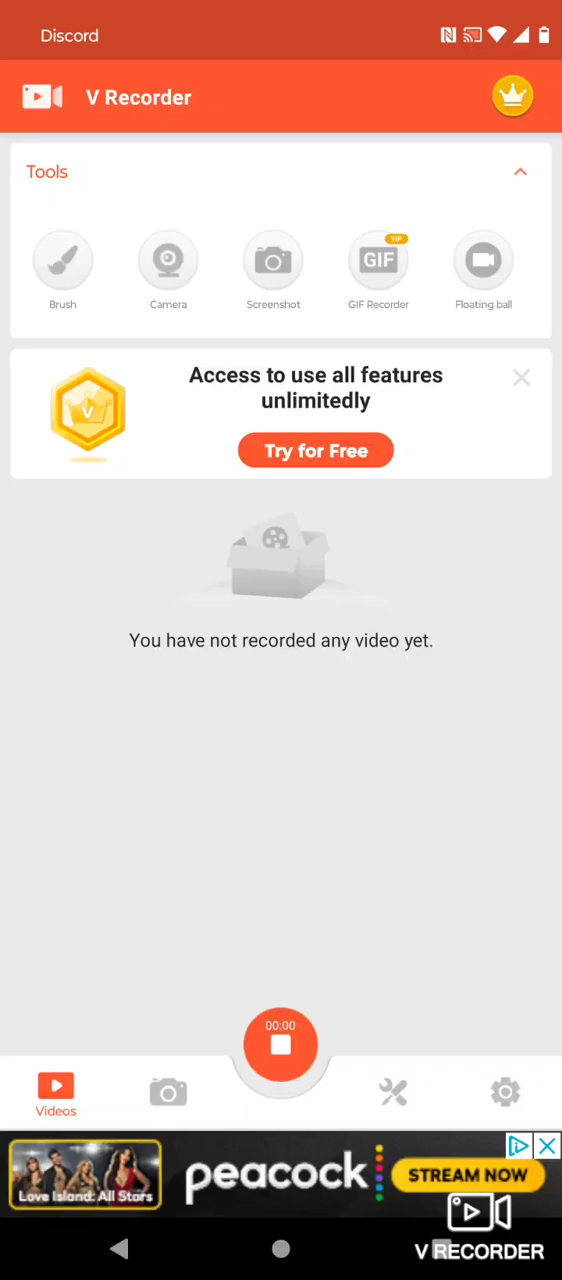 Discord
V Recorder
Tools
VIP
GIF
Brush
Camera
Screenshot
GIF Recorder
Floating ball
Access to use all features
unlimitedly
V
Try for Free
You have not recorded any video yet.
00:00
Videos
Love Island: All Stars
peacock
STREAM NOW
V RECORDER